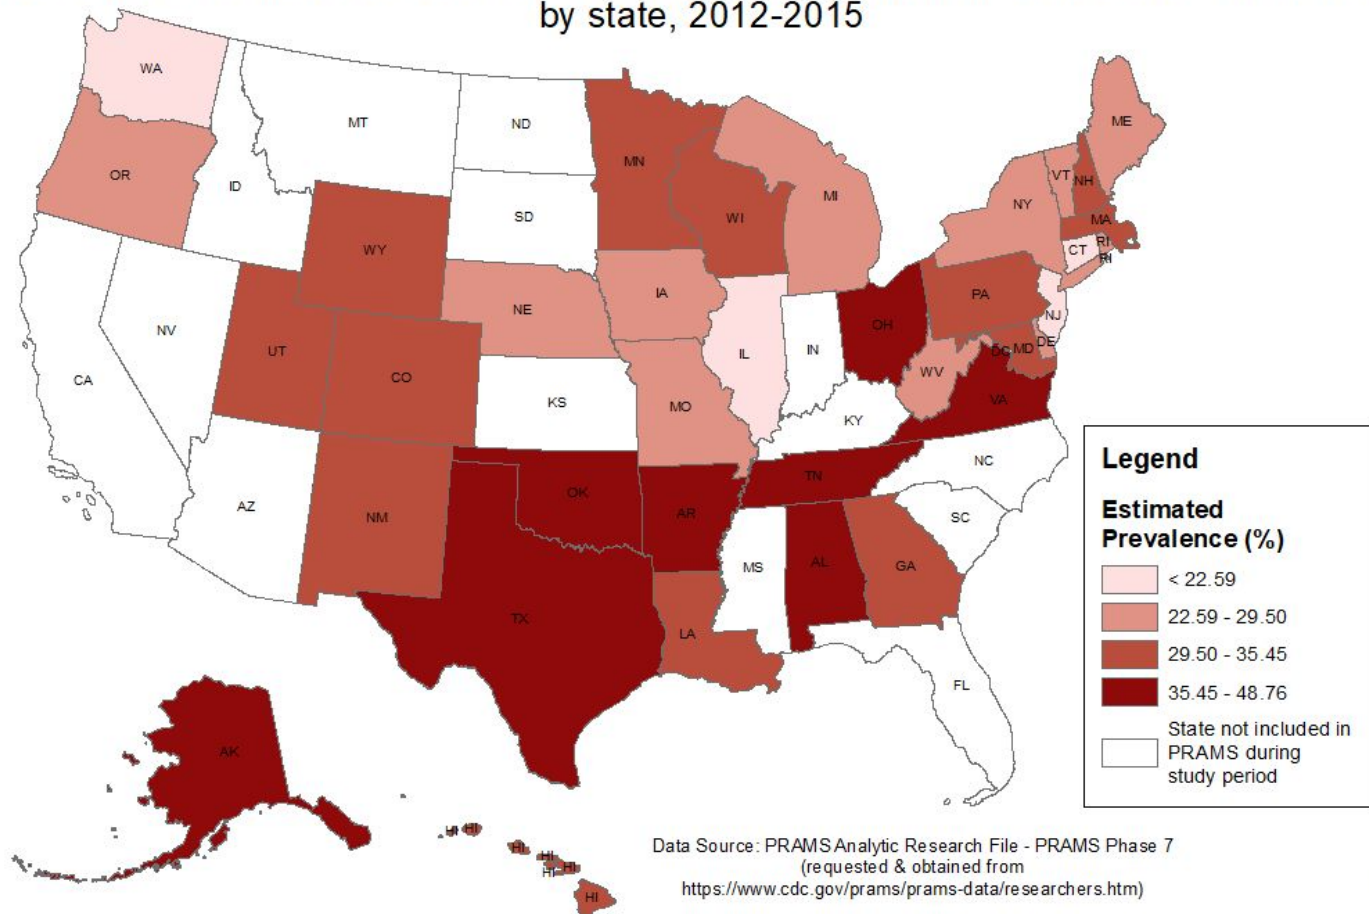 by state, 2012-2015
WA
MT
ND
MN
ME
OR
ID
SD
WI
MI
VT
NH
NY
MA
WY
CT
RI
RI
NE
IA
PA
NJ
NV
UT
CO
IL
IN
OH
DC
MD
DE
WV
CA
KS
MO
KY
VA
AZ
NM
OK
AR
TN
NC
SC
MS
AL
GA
TX
LA
FL
AK
HI
HI
HI
HI
HI
HI
HI
Legend
Estimated
Prevalence (%)
< 22.59
22.59 - 29.50
29.50 - 35.45
35.45 - 48.76
State not included in
PRAMS during
study period
Data Source: PRAMS Analytic Research File - PRAMS Phase 7
(requested & obtained from
https://www.cdc.gov/prams/prams-data/researchers.htm)